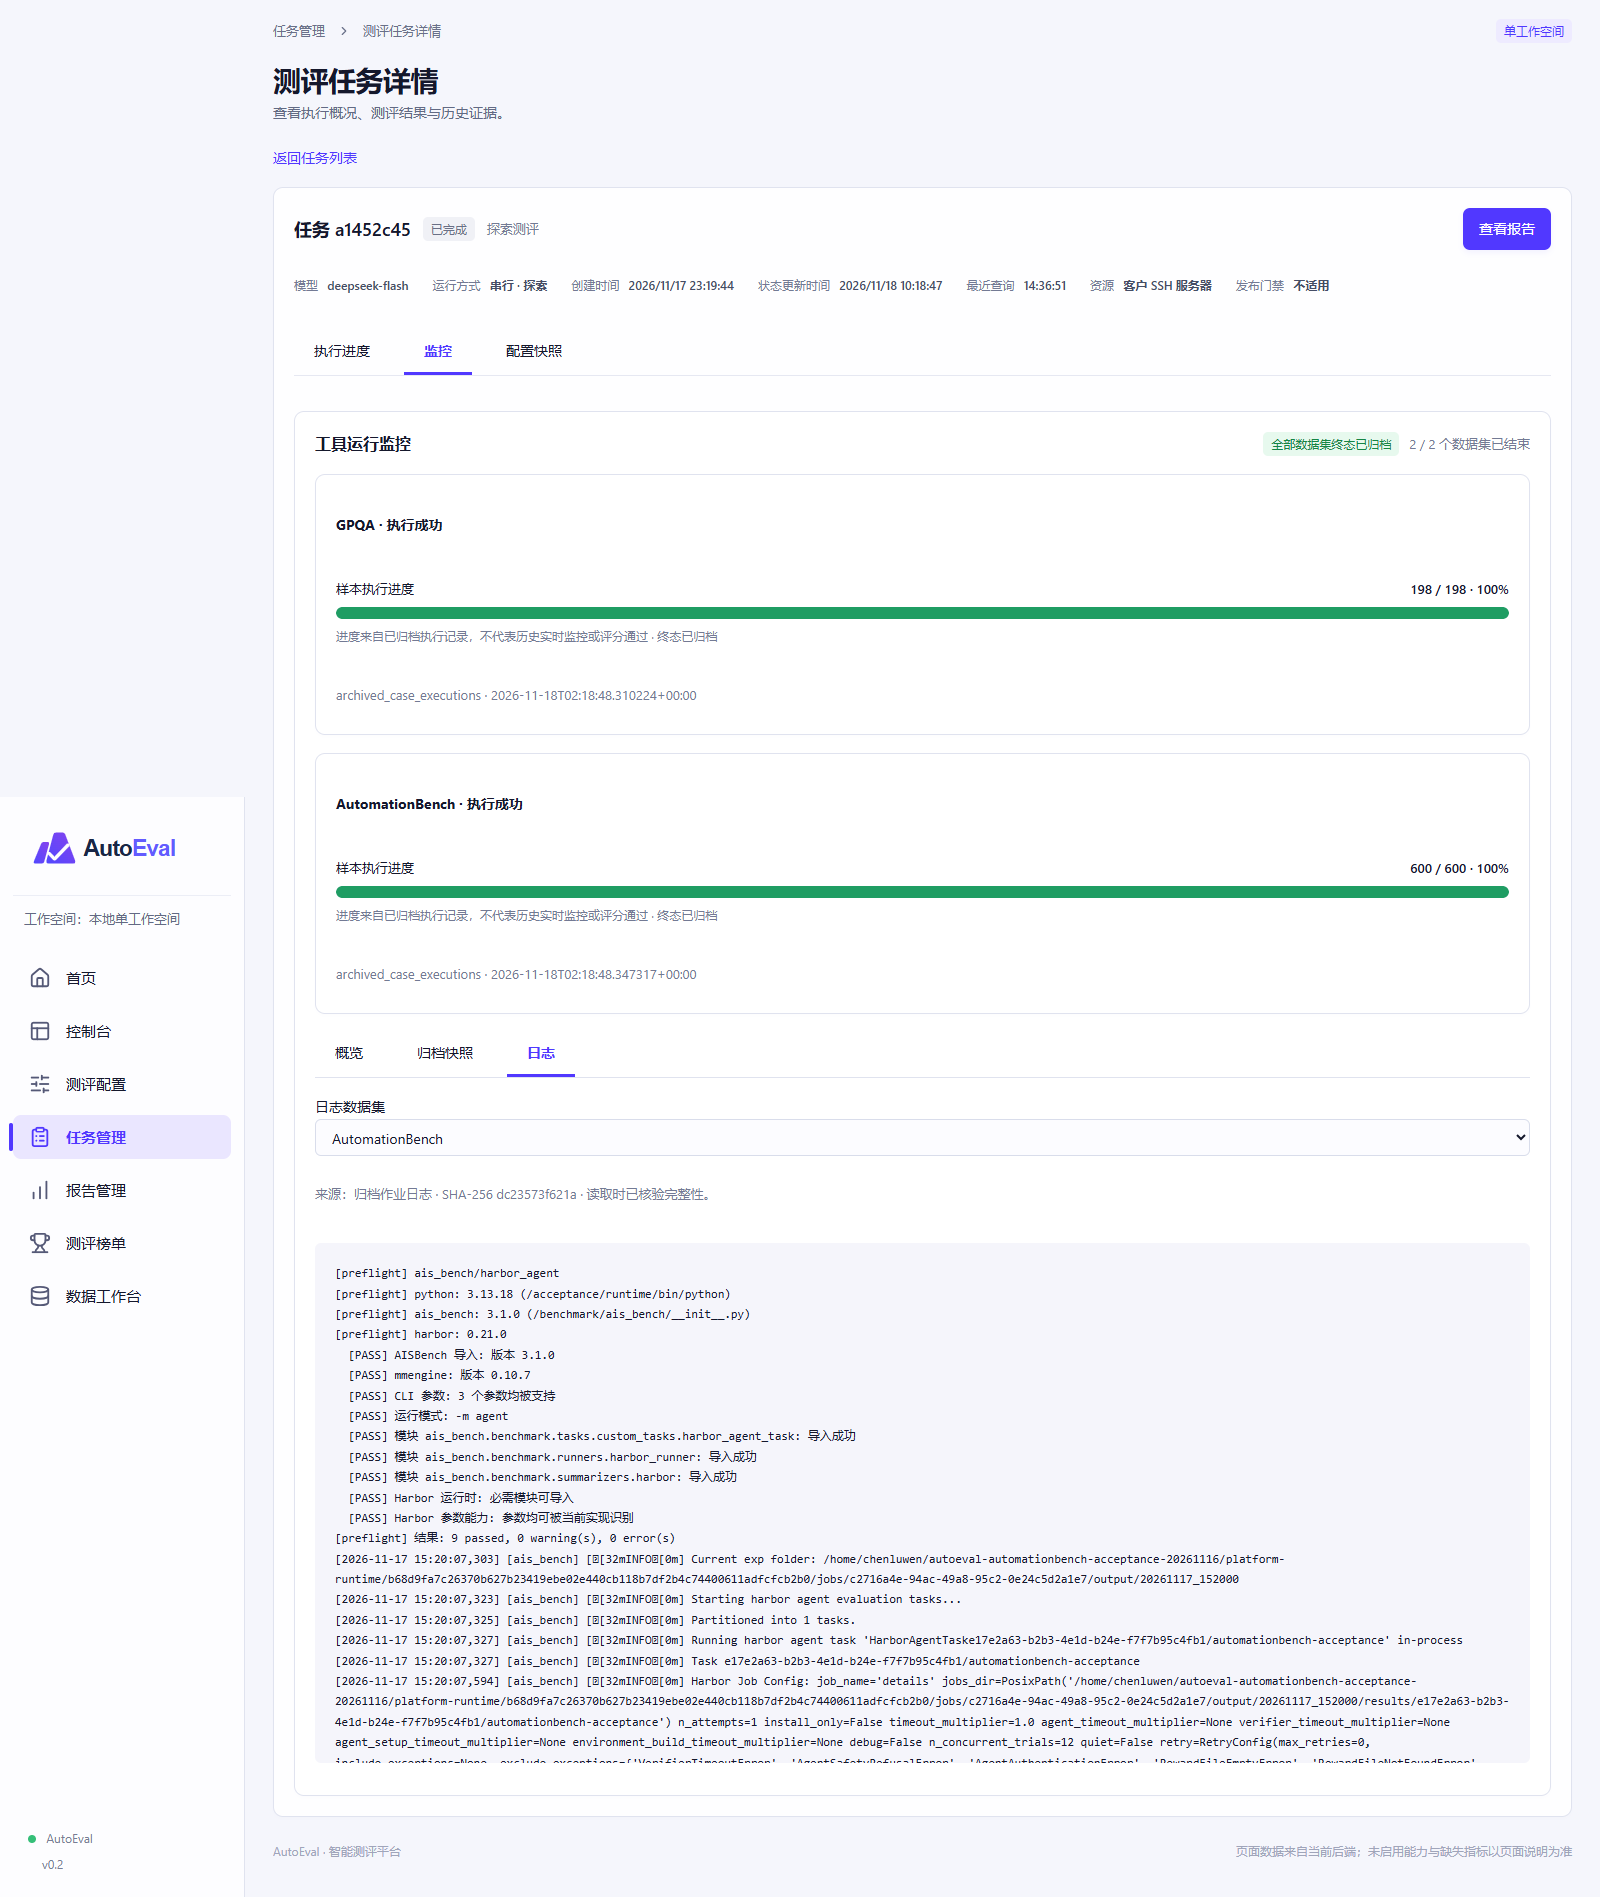 任务管理 > 测评任务详情
单工作空间
测评任务详情
查看执行概况、测评结果与历史证据。
返回任务列表
任务 a1452c45 已完成 探索测评
查看报告
模型 deepseek-flash 运行方式 串行 · 探索 创建时间 2026/11/17 23:19:44 状态更新时间 2026/11/18 10:18:47 最近查询 14:36:51 资源 客户 SSH 服务器 发布门禁 不适用
执行进度 监控 配置快照
工具运行监控
全部数据集终态已归档 2 / 2 个数据集已结束
GPQA · 执行成功
样本执行进度 198 / 198 · 100%
进度来自已归档执行记录，不代表历史实时监控或评分通过 · 终态已归档
archived_case_executions · 2026-11-18T02:18:48.310224+00:00
AutomationBench · 执行成功
样本执行进度 600 / 600 · 100%
进度来自已归档执行记录，不代表历史实时监控或评分通过 · 终态已归档
archived_case_executions · 2026-11-18T02:18:48.347317+00:00
概览 归档快照 日志
日志数据集
AutomationBench
来源：归档作业日志 · SHA-256 dc23573f621a · 读取时已核验完整性。
[preflight] ais_bench/harbor_agent
[preflight] python: 3.13.18 (/acceptance/runtime/bin/python)
[preflight] ais_bench: 3.1.0 (/benchmark/ais_bench/__init__.py)
[preflight] harbor: 0.21.0
[PASS] AISBench 导入: 版本 3.1.0
[PASS] mmengine: 版本 0.10.7
[PASS] CLI 参数: 3 个参数均被支持
[PASS] 运行模式: -m agent
[PASS] 模块 ais_bench.benchmark.tasks.custom_tasks.harbor_agent_task: 导入成功
[PASS] 模块 ais_bench.benchmark.runners.harbor_runner: 导入成功
[PASS] 模块 ais_bench.benchmark.summarizers.harbor: 导入成功
[PASS] Harbor 运行时: 必需模块可导入
[PASS] Harbor 参数能力: 参数均可被当前实现识别
[preflight] 结果: 9 passed, 0 warning(s), 0 error(s)
[2026-11-17 15:20:07,303] [ais_bench] [[32mINFO[0m] Current exp folder: /home/chenluwen/autoeval-automationbench-acceptance-20261116/platform-
runtime/b68d9fa7c26370b627b23419ebe02e440cb118b7df2b4c74400611adfcfcb2b0/jobs/c2716a4e-94ac-49a8-95c2-0e24c5d2a1e7/output/20261117_152000
[2026-11-17 15:20:07,323] [ais_bench] [[32mINFO[0m] Starting harbor agent evaluation tasks...
[2026-11-17 15:20:07,325] [ais_bench] [[32mINFO[0m] Partitioned into 1 tasks.
[2026-11-17 15:20:07,327] [ais_bench] [[32mINFO[0m] Running harbor agent task 'HarborAgentTaske17e2a63-b2b3-4e1d-b24e-f7f7b95c4fb1/automationbench-acceptance' in-process
[2026-11-17 15:20:07,327] [ais_bench] [[32mINFO[0m] Task e17e2a63-b2b3-4e1d-b24e-f7f7b95c4fb1/automationbench-acceptance
[2026-11-17 15:20:07,594] [ais_bench] [[32mINFO[0m] Harbor Job Config: job_name='details' jobs_dir=PosixPath('/home/chenluwen/autoeval-automationbench-acceptance-
20261116/platform-runtime/b68d9fa7c26370b627b23419ebe02e440cb118b7df2b4c74400611adfcfcb2b0/jobs/c2716a4e-94ac-49a8-95c2-0e24c5d2a1e7/output/20261117_152000/results/e17e2a63-b2b3-
4e1d-b24e-f7f7b95c4fb1/automationbench-acceptance') n_attempts=1 install_only=False timeout_multiplier=1.0 agent_timeout_multiplier=None verifier_timeout_multiplier=None
agent_setup_timeout_multiplier=None environment_build_timeout_multiplier=None debug=False n_concurrent_trials=12 quiet=False retry=RetryConfig(max_retries=0,
include_exceptions=None, exclude_exceptions={'VerifierTimeoutError', 'AgentSafetyRefusalError', 'AgentAuthenticationError', 'RewardFileEmptyError', 'RewardFileNotFoundError',
AutoEval
工作空间：本地单工作空间
首页
控制台
测评配置
任务管理
报告管理
测评榜单
数据工作台
AutoEval
v0.2
AutoEval · 智能测评平台
页面数据来自当前后端；未启用能力与缺失指标以页面说明为准